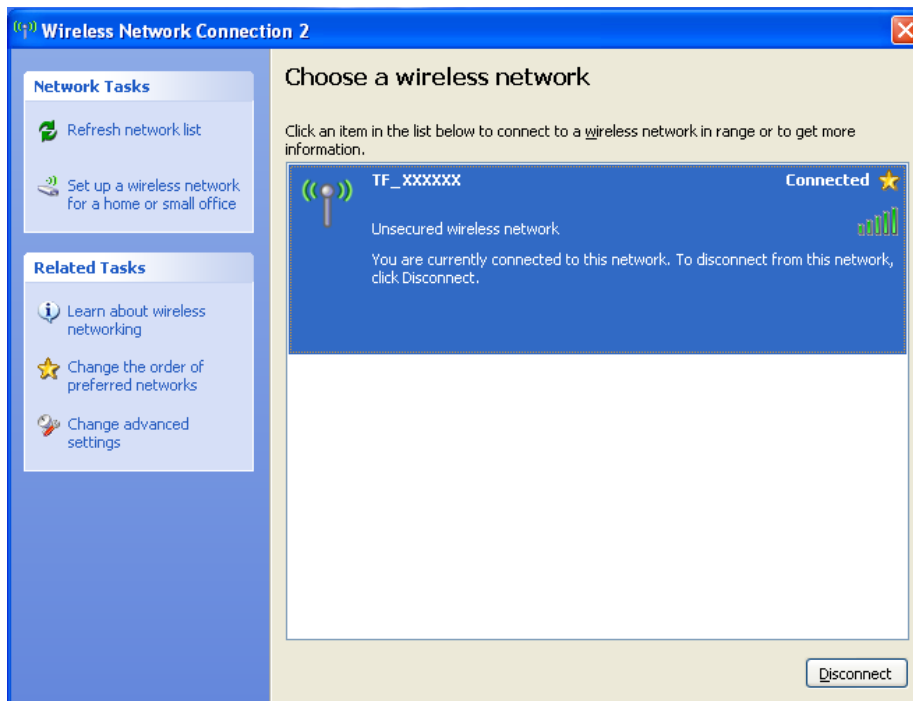 Wireless Network Connection 2
Network Tasks
Refresh network list
Set up a wireless network
for a home or small office
Related Tasks
Learn about wireless
networking
Change the order of
preferred networks
Change advanced
settings
Choose a wireless network
Click an item in the list below to connect to a wireless network in range or to get more
information.
TF_XXXXXX
Connected
Unsecured wireless network
You are currently connected to this network. To disconnect from this network,
click Disconnect.
Disconnect